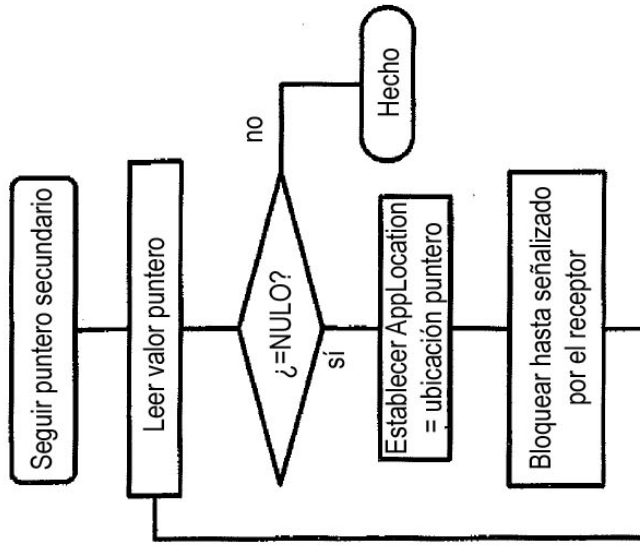 Seguir puntero secundario
Leer valor puntero
¿=NULO?
no
Hecho
sí
Establecer AppLocation
= ubicación puntero
Bloquear hasta señalizado
por el receptor